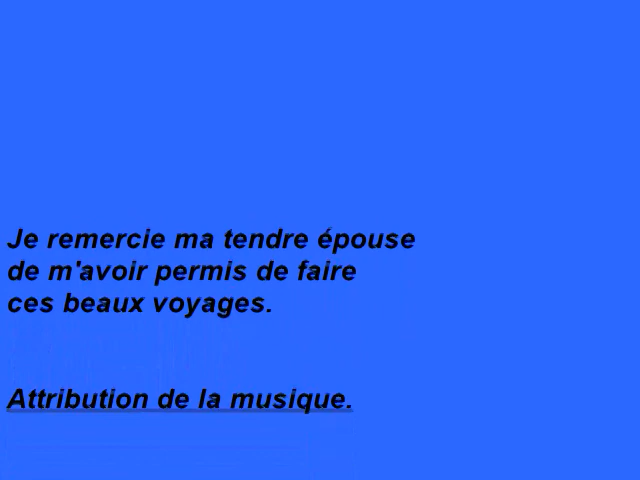 Je remercie ma tendre épouse
de m'avoir permis de faire
ces beaux voyages.
Attribution de la musique.